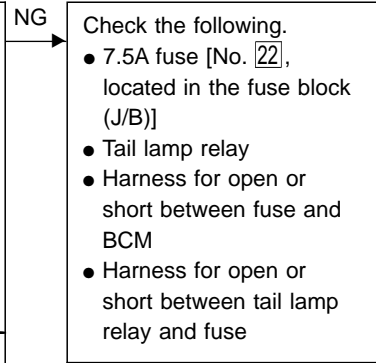 NG
Check the following.
● 7.5A fuse [No. 22,
located in the fuse block
(J/B)]
● Tail lamp relay
● Harness for open or
short between fuse and
BCM
● Harness for open or
short between tail lamp
relay and fuse